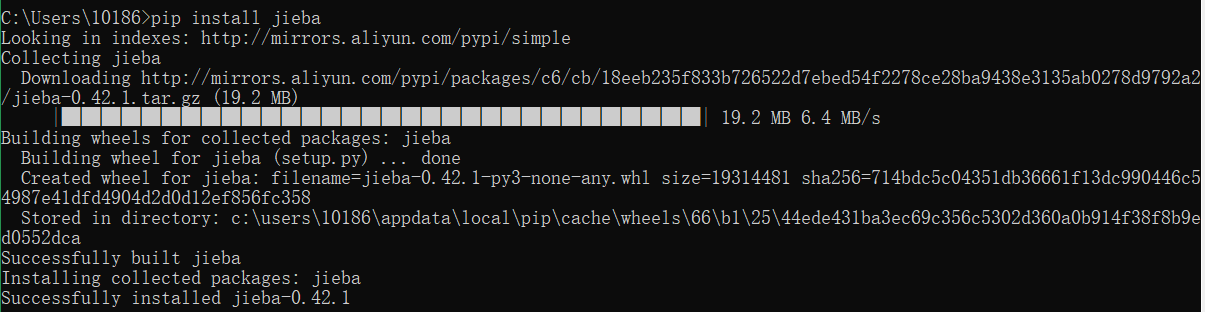 C:\Users\10186>pip install jieba
Looking in indexes: http://mirrors.aliyun.com/pypi/simple
Collecting jieba
  Downloading http://mirrors.aliyun.com/pypi/packages/c6/cb/18eeb235f833b726522d7ebed54f2278ce28ba9438e3135ab0278d9792a2
/jieba-0.42.1.tar.gz (19.2 MB)
19.2 MB 6.4 MB/s
Building wheels for collected packages: jieba
  Building wheel for jieba (setup.py) ... done
  Created wheel for jieba: filename=jieba-0.42.1-py3-none-any.whl size=19314481 sha256=714bdc5c04351db36661f13dc990446c5
4987e41dfd4904d2d0d12ef856fc358
  Stored in directory: c:\users\10186\appdata\local\pip\cache\wheels\66\b1\25\44ede431ba3ec69c356c5302d360a0b914f38f8b9e
d0552dca
Successfully built jieba
Installing collected packages: jieba
Successfully installed jieba-0.42.1